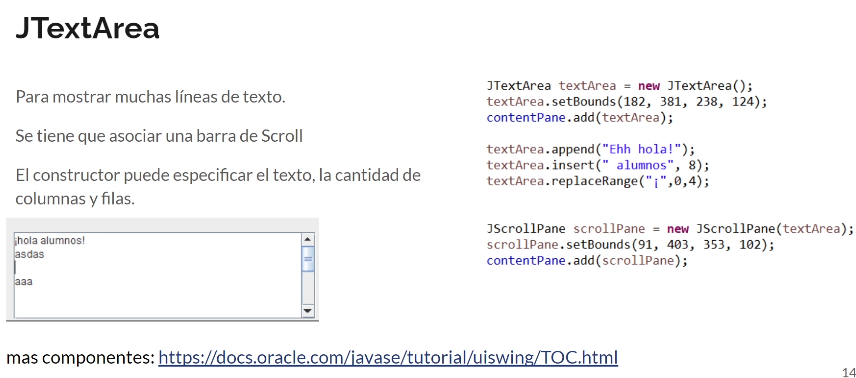 JTextArea
Para mostrar muchas líneas de texto.
Se tiene que asociar una barra de Scroll
El constructor puede especificar el texto, la cantidad de
columnas y filas.
¡hola alumnos!
asdas
aaa
JTextArea textArea = new JTextArea();
textArea.setBounds(182, 381, 238, 124);
contentPane.add(textArea);
textArea.append("Ehh hola!");
textArea.insert(" alumnos", 8);
textArea.replaceRange("¡",0,4);
JScrollPane scrollPane = new JScrollPane(textArea);
scrollPane.setBounds(91, 403, 353, 102);
contentPane.add(scrollPane);
mas componentes: https://docs.oracle.com/javase/tutorial/uiswing/TOC.html
14